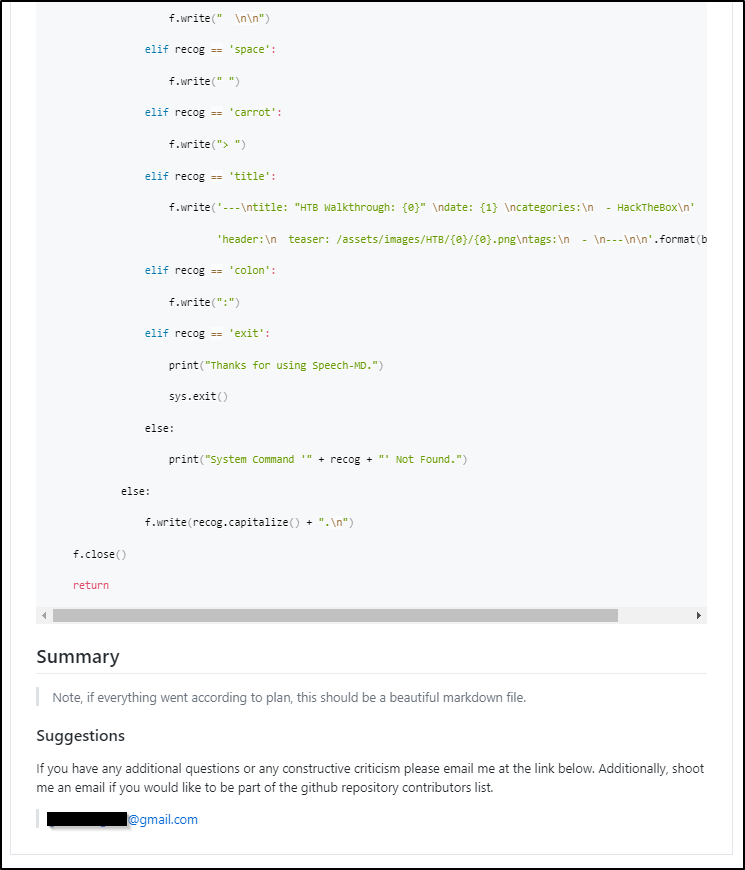 f.write("  \n\n")
elif recog == 'space':
f.write(" ")
elif recog == 'carrot':
f.write("> ")
elif recog == 'title':
f.write('---\ntitle: "HTB Walkthrough: {0}" \ndate: {1} \ncategories:\n  - HackTheBox\n'
'header:\n  teaser: /assets/images/HTB/{0}/{0}.png\ntags:\n  - \n---\n\n'.format(b
elif recog == 'colon':
f.write(":")
elif recog == 'exit':
print("Thanks for using Speech-MD.")
sys.exit()
else:
print("System Command '" + recog + "' Not Found.")
else:
f.write(recog.capitalize() + ".\n")
f.close()
return
Summary
Note, if everything went according to plan, this should be a beautiful markdown file.
Suggestions
If you have any additional questions or any constructive criticism please email me at the link below. Additionally, shoot
me an email if you would like to be part of the github repository contributors list.
@gmail.com